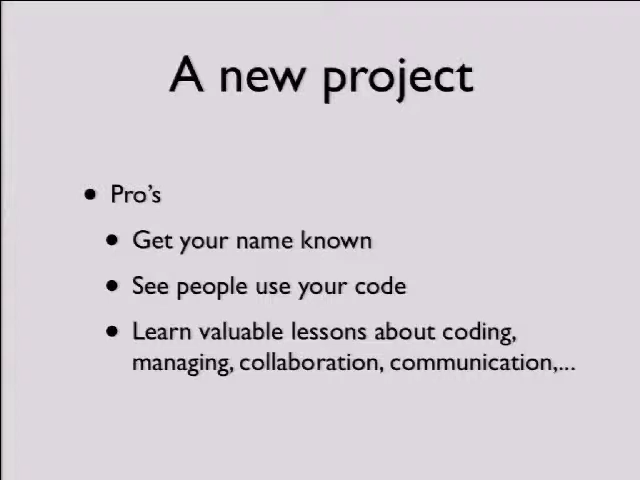 A new project
• Pro's
• Get your name known
• See people use your code
• Learn valuable lessons about coding,
managing, collaboration, communication,...